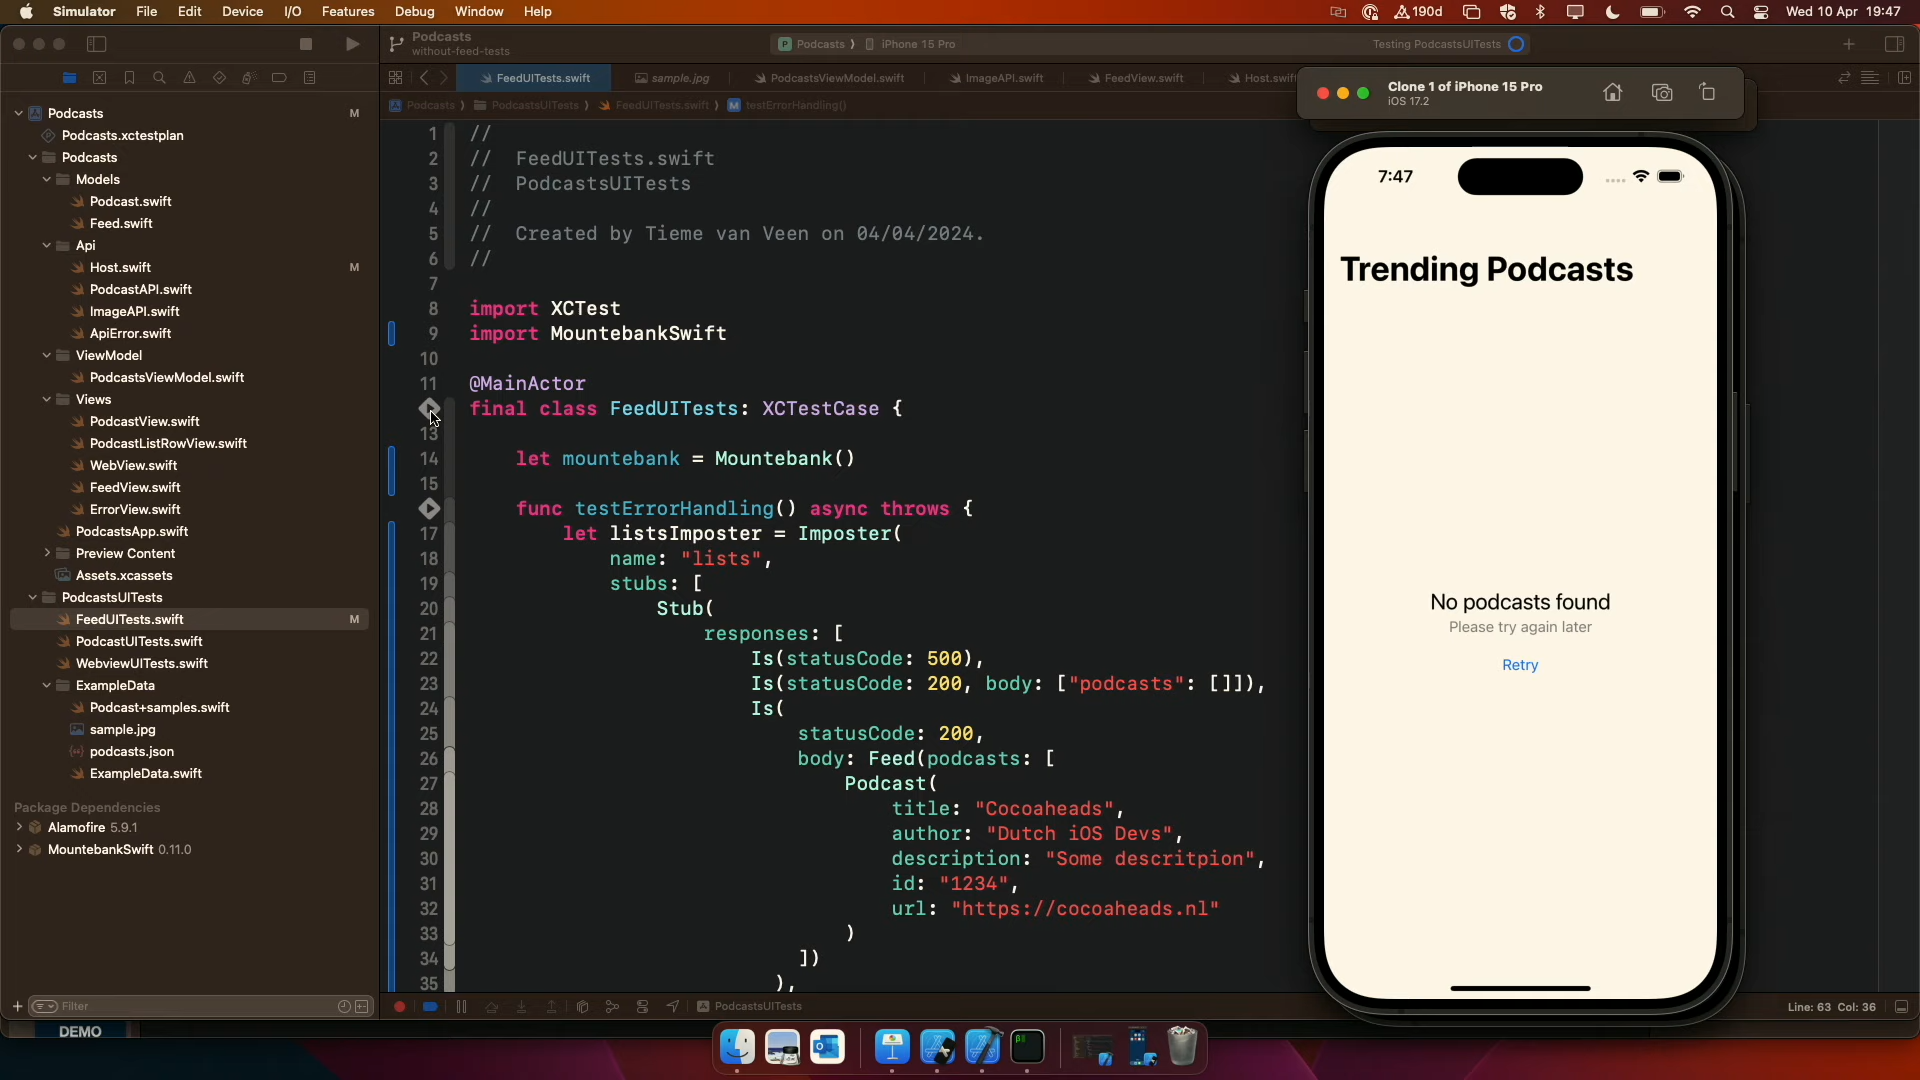 Simulator File Edit Device I/O Features Debug Window Help
190d
Wed 10 Apr 19:47
Podcasts
without-feed-tests
Podcasts iPhone 15 Pro
Testing PodcastsUITests
FeedUITests.swift
sample.jpg
PodcastsViewModel.swift
ImageAPI.swift
FeedView.swift
Host.swift
Podcasts PodcastsUITests FeedUITests.swift M testErrorHandling()
Podcasts M
Podcasts.xctestplan
Podcasts
Models
Podcast.swift
Feed.swift
Api
Host.swift M
PodcastAPI.swift
ImageAPI.swift
ApiError.swift
ViewModel
PodcastsViewModel.swift
Views
PodcastView.swift
PodcastListRowView.swift
WebView.swift
FeedView.swift
ErrorView.swift
PodcastsApp.swift
Preview Content
Assets.xcassets
PodcastsUITests
FeedUITests.swift M
PodcastUITests.swift
WebviewUITests.swift
ExampleData
Podcast+samples.swift
sample.jpg
podcasts.json
ExampleData.swift
Package Dependencies
Alamofire 5.9.1
MountebankSwift 0.11.0
Filter
DEMO
1 //
2 // FeedUITests.swift
3 // PodcastsUITests
4 //
5 // Created by Tieme van Veen on 04/04/2024.
6 //
7
8 import XCTest
9 import MountebankSwift
10
11 @MainActor
final class FeedUITests: XCTestCase {
13
14 let mountebank = Mountebank()
15
func testErrorHandling() async throws {
17 let listsImposter = Imposter(
18 name: "lists",
19 stubs: [
20 Stub(
21 responses: [
22 Is(statusCode: 500),
23 Is(statusCode: 200, body: ["podcasts": []]),
24 Is(
25 statusCode: 200,
26 body: Feed(podcasts: [
27 Podcast(
28 title: "Cocoaheads",
29 author: "Dutch iOS Devs",
30 description: "Some descritpion",
31 id: "1234",
32 url: "https://cocoaheads.nl"
33 )
34 ])
35 ),
PodcastsUITests
Line: 63 Col: 36
Clone 1 of iPhone 15 Pro
iOS 17.2
7:47
Trending Podcasts
No podcasts found
Please try again later
Retry